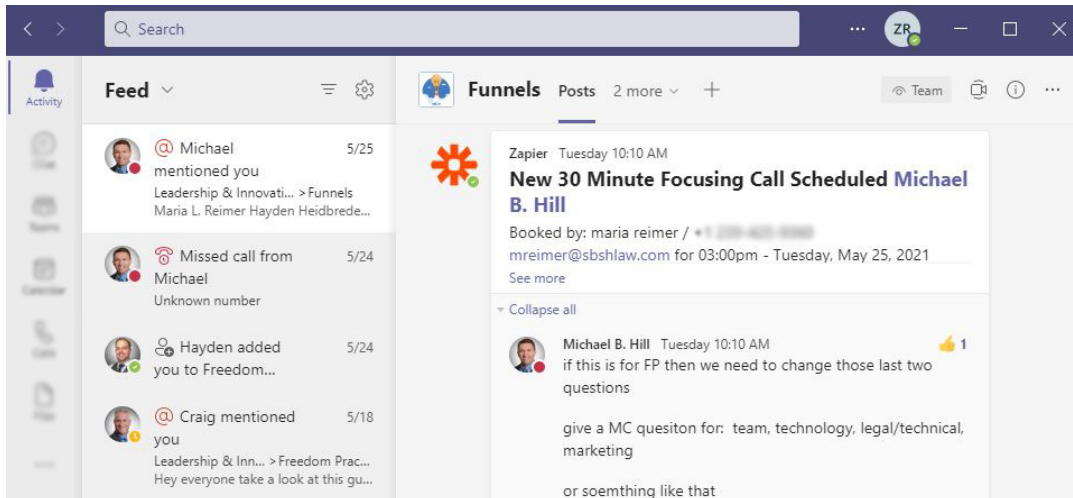 Search
ZR
Activity
Feed
Michael
mentioned you
5/25
Leadership & Innovati... > Funnels
Maria L. Reimer Hayden Heidbrede...
Missed call from
Michael
5/24
Unknown number
Hayden added
you to Freedom...
5/24
Craig mentioned
you
5/18
Leadership & Inn... > Freedom Prac...
Hey everyone take a look at this gu...
Funnels Posts 2 more
Team
Zapier Tuesday 10:10 AM
New 30 Minute Focusing Call Scheduled Michael
B. Hill
Booked by: maria reimer /
mreimer@sbshlaw.com for 03:00pm - Tuesday, May 25, 2021
See more
Collapse all
Michael B. Hill Tuesday 10:10 AM
1
if this is for FP then we need to change those last two
questions
give a MC quesiton for: team, technology, legal/technical,
marketing
or soemthing like that